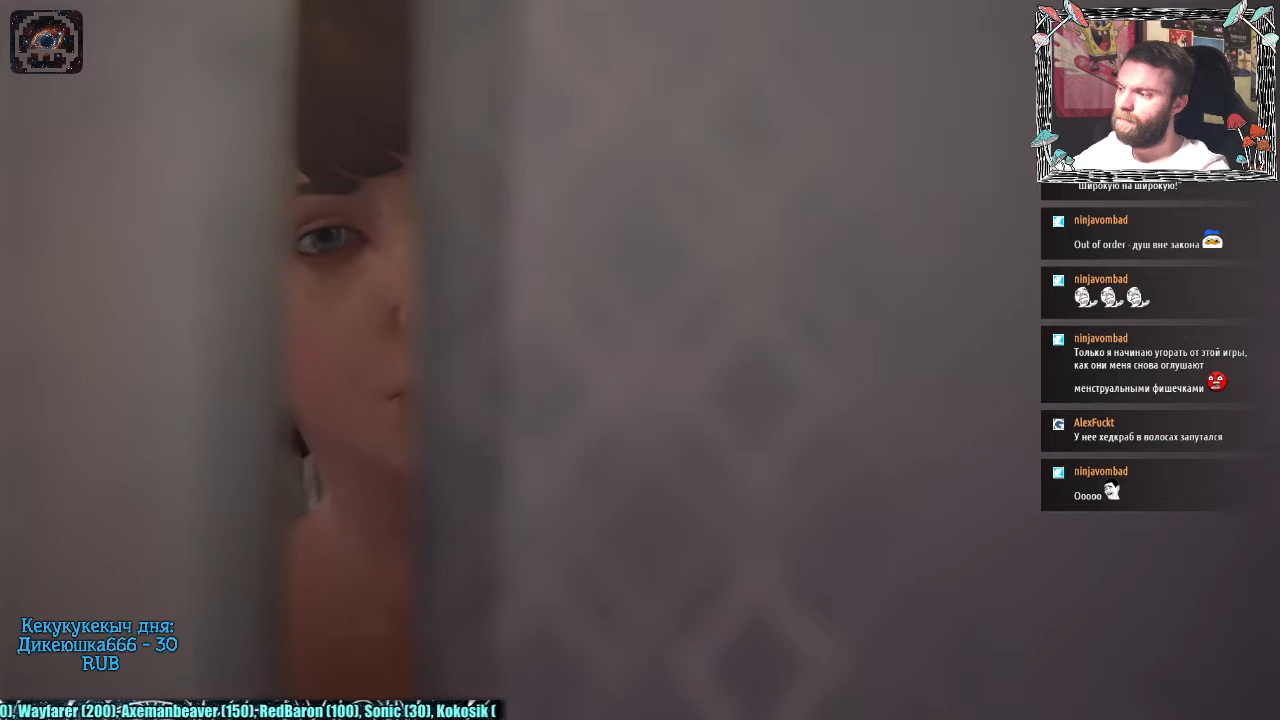 "Широкую на широкую!"
ninjavombad
Out of order - душ вне закона
ninjavombad
ninjavombad
Только я начинаю угорать от этой игры,
как они меня снова оглушают
менструальными фишечками
AlexFuckt
У нее хедкраб в волосах запутался
ninjavombad
Ооооо
Кекукукекыч дня:
Дикеюшка666 - 30
RUB
0), Wayfarer (200), Axemanbeaver (150), RedBaron (100), Sonic (30), Kokosik (